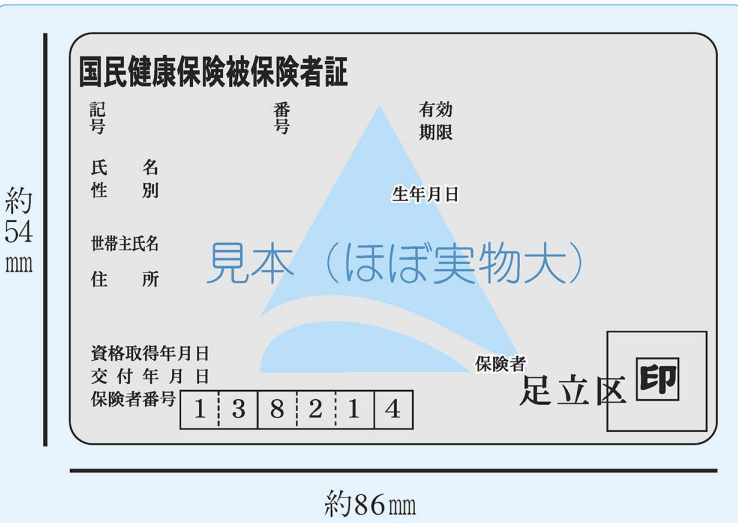 国民健康保険被保険者証
記号
番号
有効期限
氏名
性別
生年月日
世帯主氏名
見本（ほぼ実物大）
住所
資格取得年月日
交付年月日
保険者番号 1 3 8 2 1 4
保険者
足立区 印
約54mm
約86mm